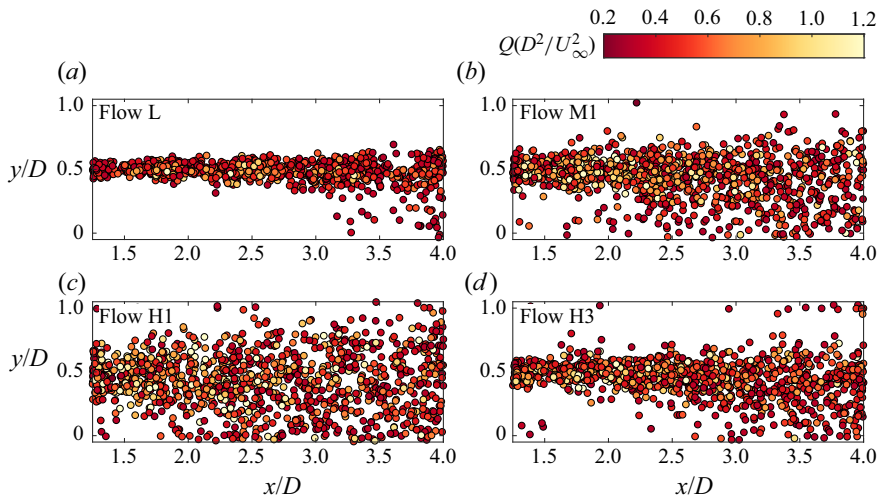 0.2 0.4 0.6 0.8 1.0 1.2
Q(D²/U²∞)
(a) (b)
Flow L Flow M1
1.0 1.0
y/D 0.5 0.5
0 0
1.5 2.0 2.5 3.0 3.5 4.0 1.5 2.0 2.5 3.0 3.5 4.0
(c) (d)
Flow H1 Flow H3
1.0 1.0
y/D 0.5 0.5
0 0
1.5 2.0 2.5 3.0 3.5 4.0 1.5 2.0 2.5 3.0 3.5 4.0
x/D x/D